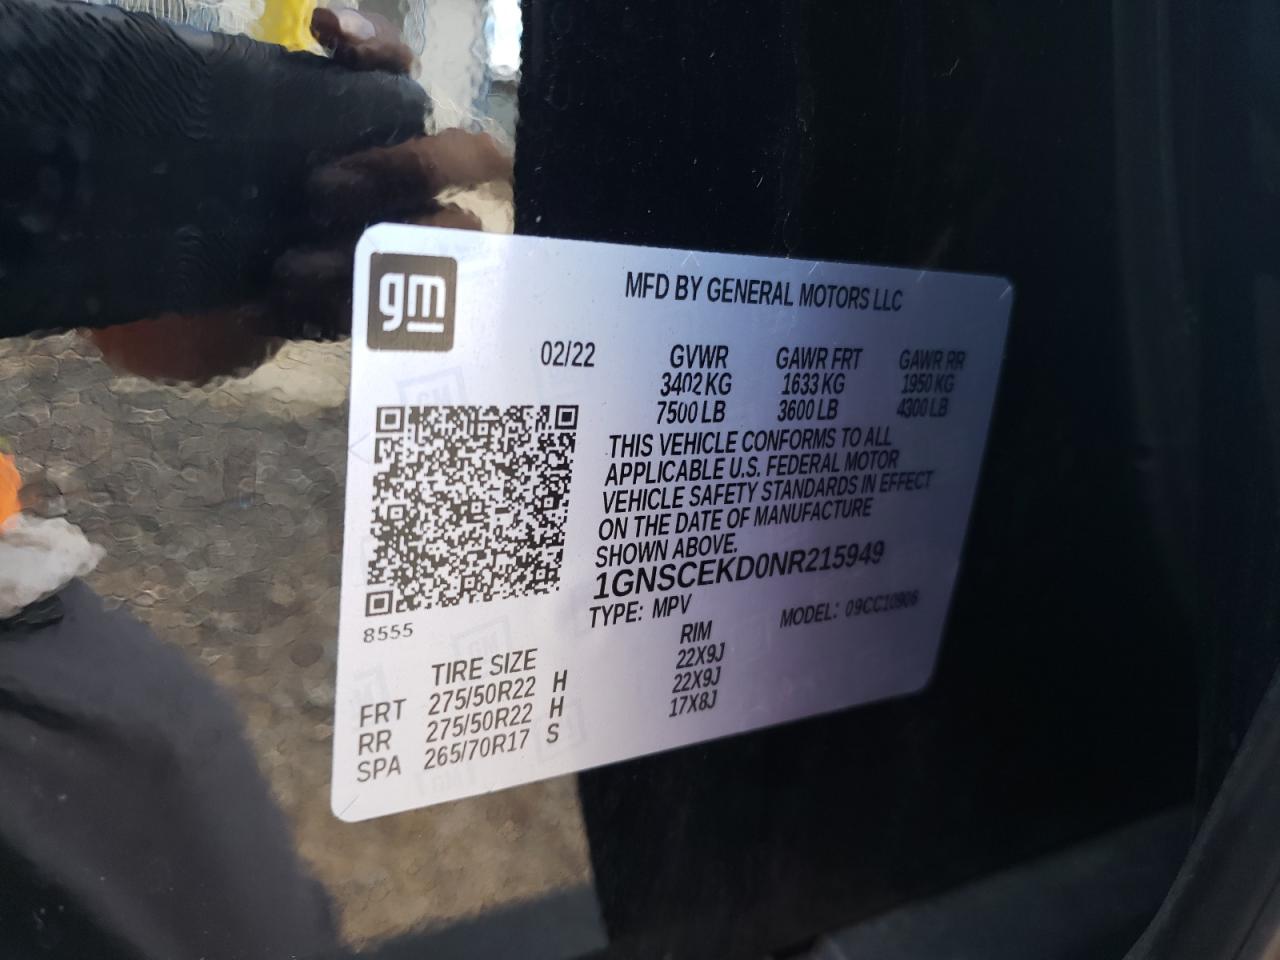 gm
MFD BY GENERAL MOTORS LLC
02/22 GVWR GAWR FRT GAWR RR
3402 KG 1633 KG 1950 KG
7500 LB 3600 LB 4300 LB
THIS VEHICLE CONFORMS TO ALL
APPLICABLE U.S. FEDERAL MOTOR
VEHICLE SAFETY STANDARDS IN EFFECT
ON THE DATE OF MANUFACTURE
SHOWN ABOVE.
1GNSCEKD0NR215949
TYPE: MPV MODEL: 09CC10906
8555
TIRE SIZE RIM
FRT 275/50R22 H 22X9J
RR 275/50R22 H 22X9J
SPA 265/70R17 S 17X8J